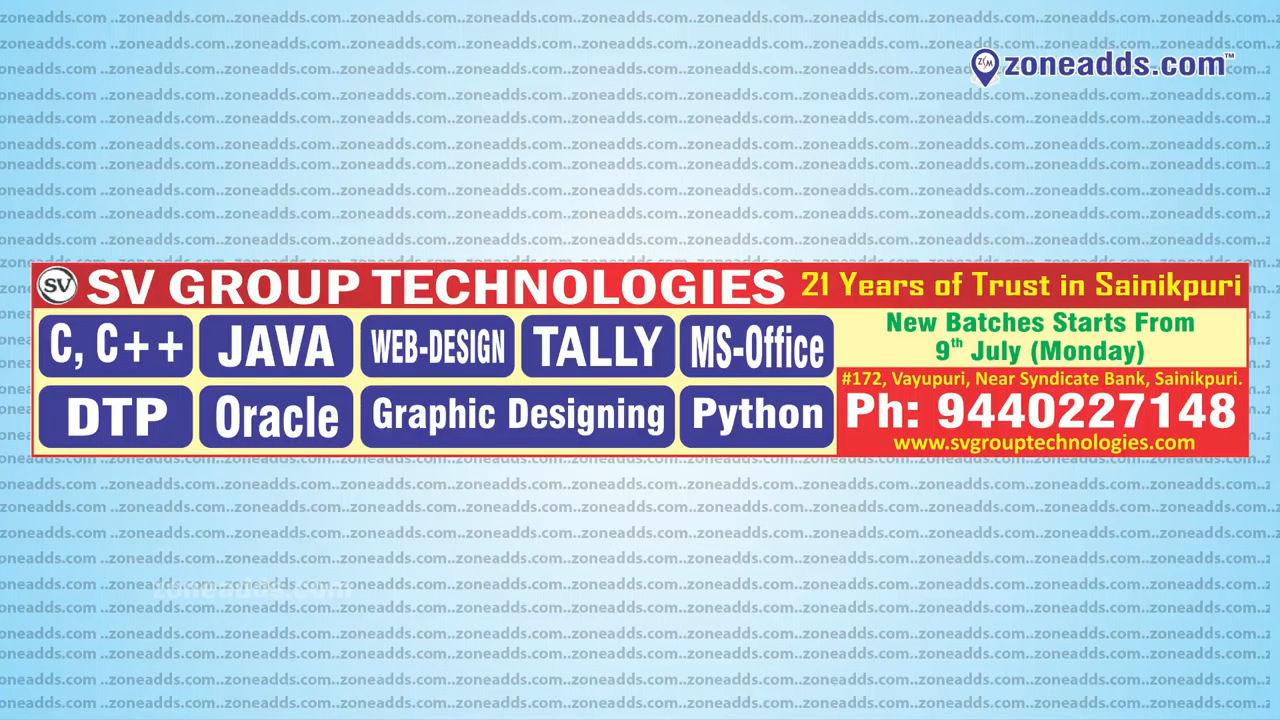 zoneadds.com™
SV SV GROUP TECHNOLOGIES 21 Years of Trust in Sainikpuri
C, C++ JAVA WEB-DESIGN TALLY MS-Office
DTP Oracle Graphic Designing Python
New Batches Starts From
9th July (Monday)
#172, Vayupuri, Near Syndicate Bank, Sainikpuri.
Ph: 9440227148
www.svgrouptechnologies.com
zoneadds.com